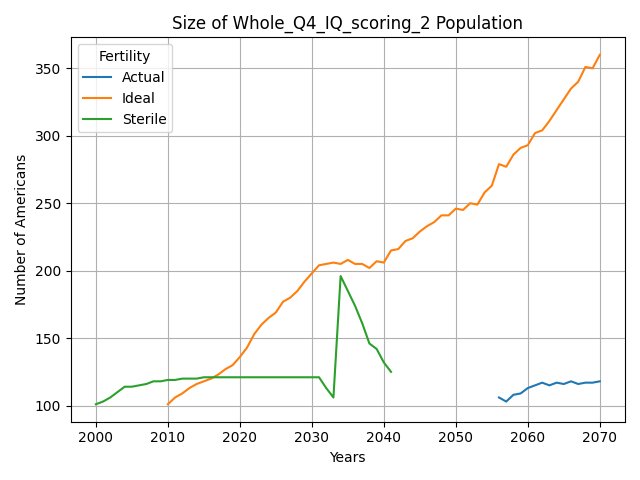 Size of Whole_Q4_IQ_scoring_2 Population
Fertility
Actual
Ideal
Sterile
Number of Americans
350
300
250
200
150
100
2000
2010
2020
2030
2040
2050
2060
2070
Years